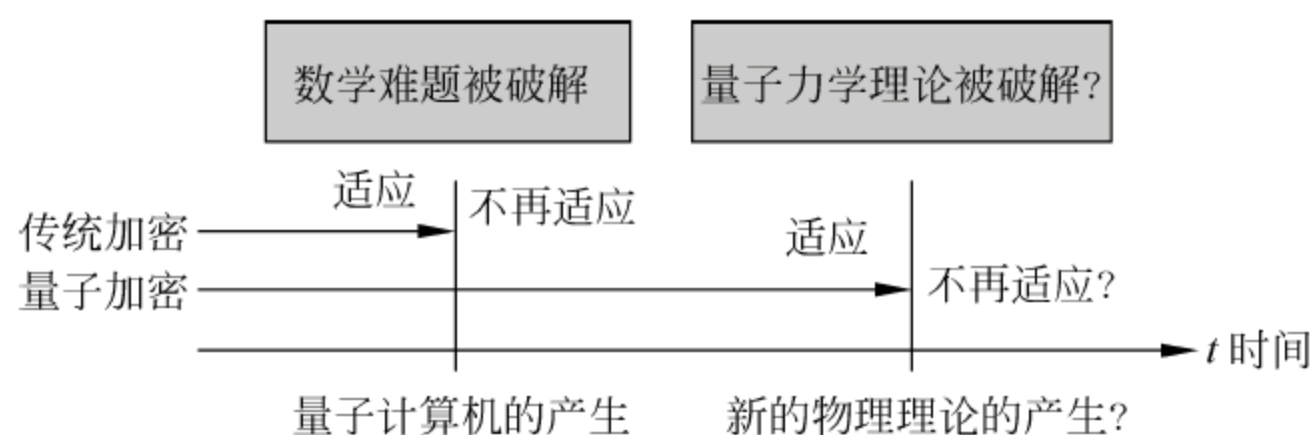 数学难题被破解
量子力学理论被破解?
适应
不再适应
传统加密
适应
量子加密
不再适应?
t 时间
量子计算机的产生
新的物理理论的产生?